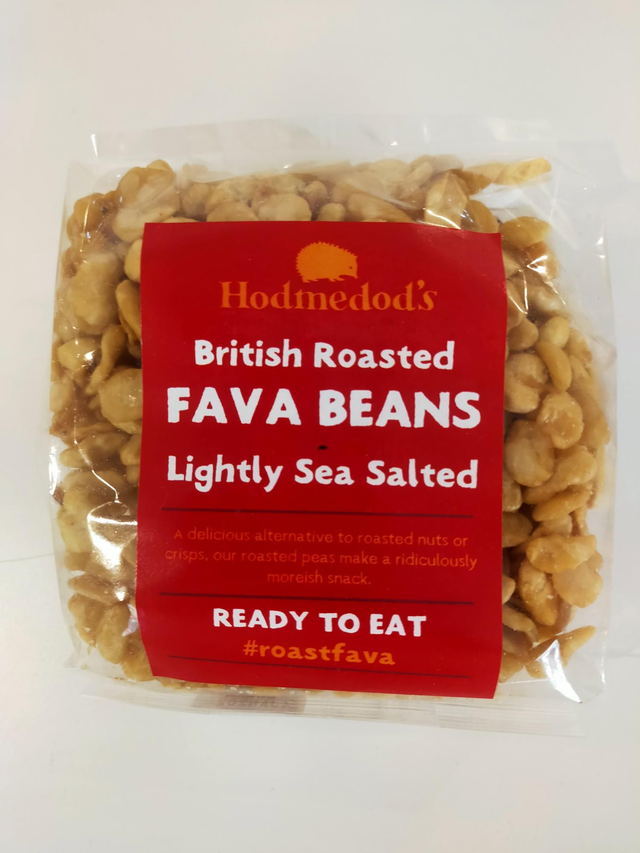 Hodmedod's
British Roasted
FAVA BEANS
Lightly Sea Salted
A delicious alternative to roasted nuts or
crisps, our roasted peas make a ridiculously
moreish snack.
READY TO EAT
#roastfava